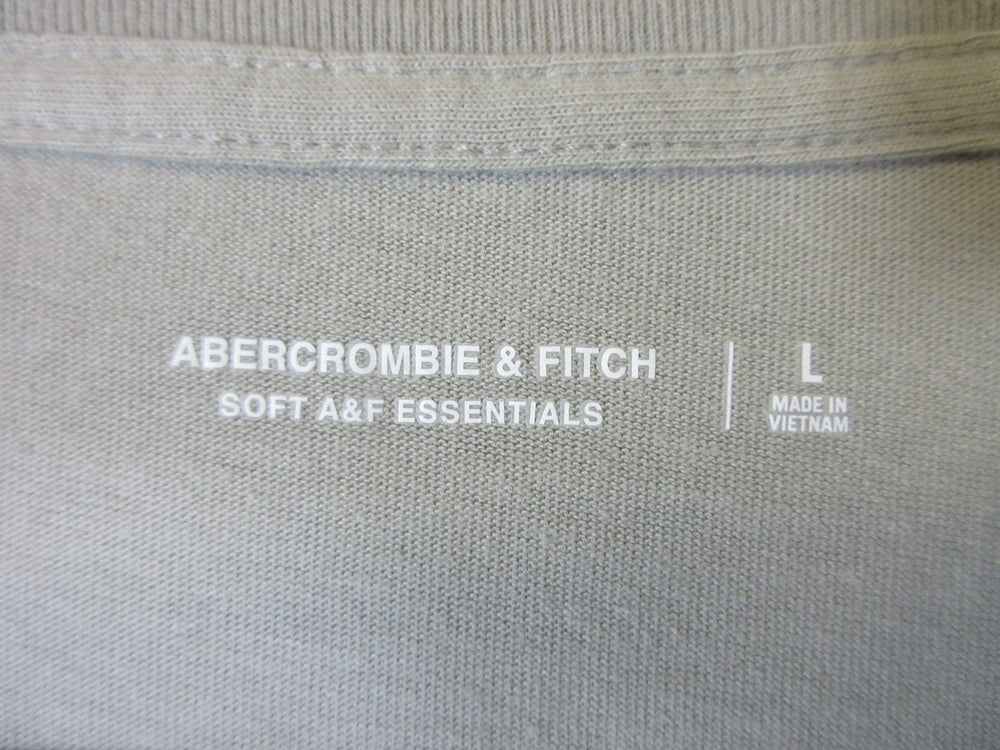 ABERCROMBIE & FITCH
SOFT A&F ESSENTIALS
L
MADE IN
VIETNAM